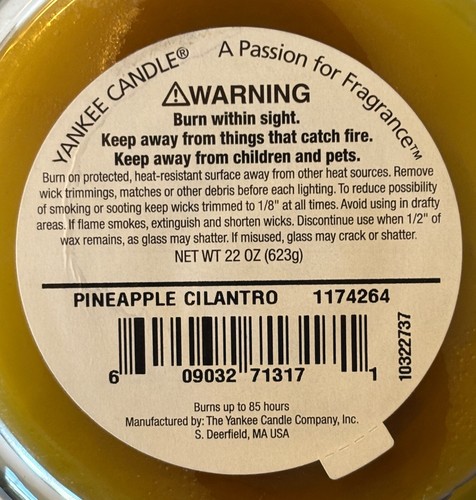 YANKEE CANDLE® A Passion for Fragrance™
⚠WARNING
Burn within sight.
Keep away from things that catch fire.
Keep away from children and pets.
Burn on protected, heat-resistant surface away from other heat sources. Remove
wick trimmings, matches or other debris before each lighting. To reduce possibility
of smoking or sooting keep wicks trimmed to 1/8" at all times. Avoid using in drafty
areas. If flame smokes, extinguish and shorten wicks. Discontinue use when 1/2" of
wax remains, as glass may shatter. If misused, glass may crack or shatter.
NET WT 22 OZ (623g)
PINEAPPLE CILANTRO 1174264
6 09032 71317 1
10322737
Burns up to 85 hours
Manufactured by: The Yankee Candle Company, Inc.
S. Deerfield, MA USA